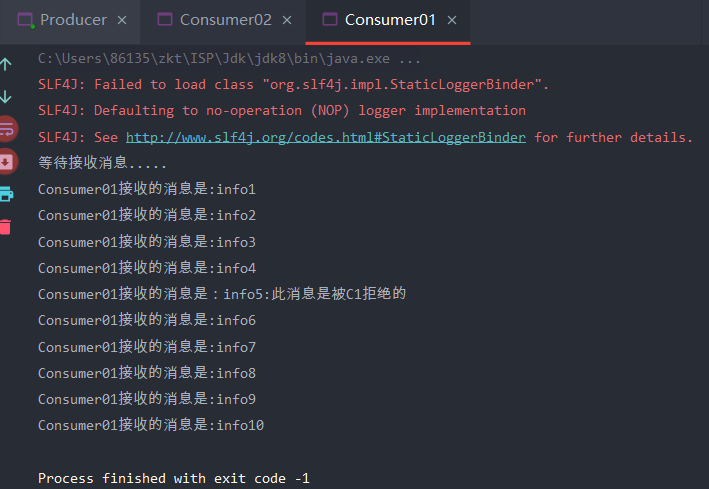 Producer × Consumer02 × Consumer01 ×
C:\Users\86135\zkt\ISP\Jdk\jdk8\bin\java.exe ...
SLF4J: Failed to load class "org.slf4j.impl.StaticLoggerBinder".
SLF4J: Defaulting to no-operation (NOP) logger implementation
SLF4J: See http://www.slf4j.org/codes.html#StaticLoggerBinder for further details.
等待接收消息.....
Consumer01接收的消息是:info1
Consumer01接收的消息是:info2
Consumer01接收的消息是:info3
Consumer01接收的消息是:info4
Consumer01接收的消息是：info5:此消息是被C1拒绝的
Consumer01接收的消息是:info6
Consumer01接收的消息是:info7
Consumer01接收的消息是:info8
Consumer01接收的消息是:info9
Consumer01接收的消息是:info10
Process finished with exit code -1